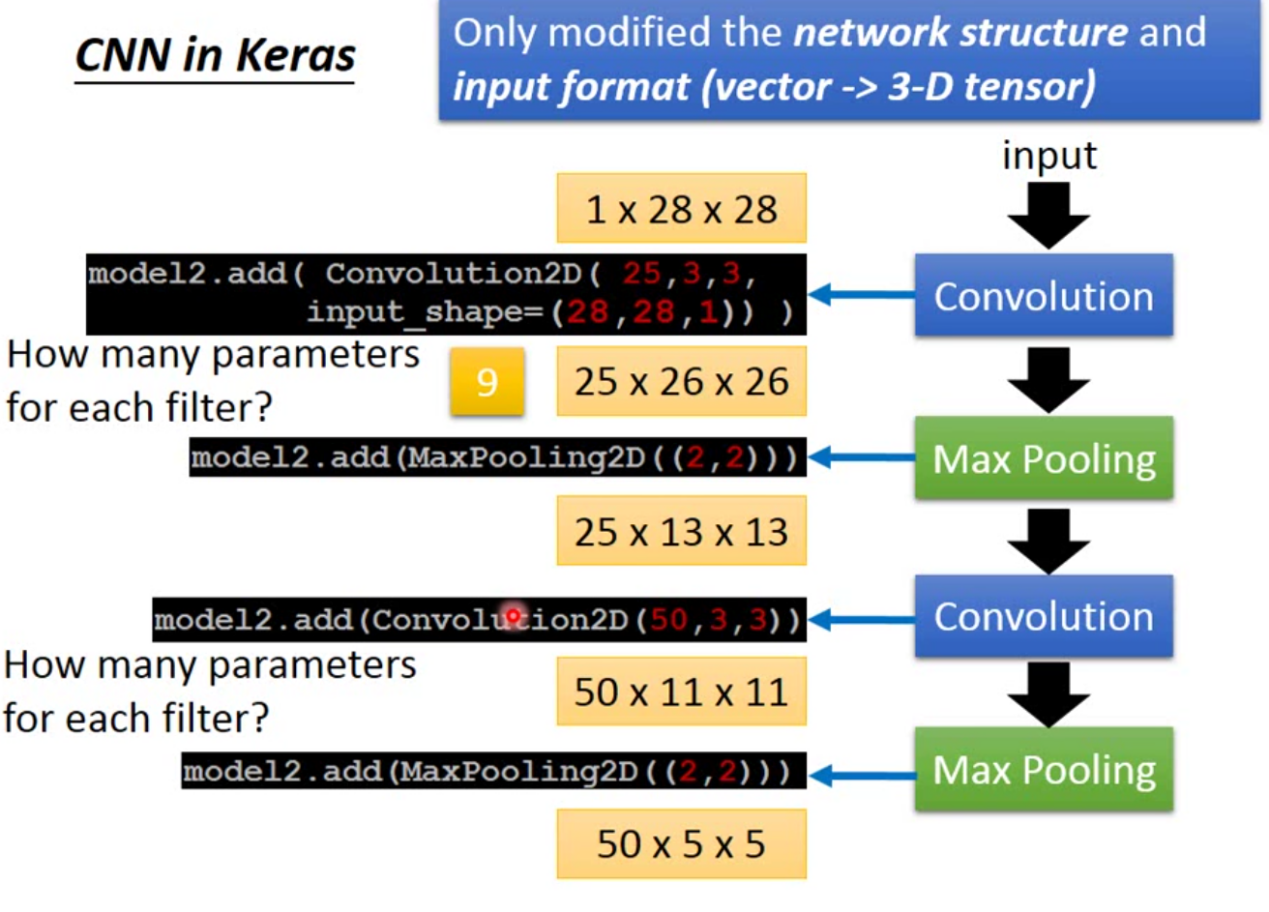 CNN in Keras
Only modified the network structure and
input format (vector -> 3-D tensor)
input
1 x 28 x 28
model2.add( Convolution2D( 25,3,3,
input_shape=(28,28,1)) )
Convolution
How many parameters
for each filter?
9
25 x 26 x 26
model2.add(MaxPooling2D((2,2)))
Max Pooling
25 x 13 x 13
model2.add(Convolution2D(50,3,3))
Convolution
How many parameters
for each filter?
50 x 11 x 11
model2.add(MaxPooling2D((2,2)))
Max Pooling
50 x 5 x 5